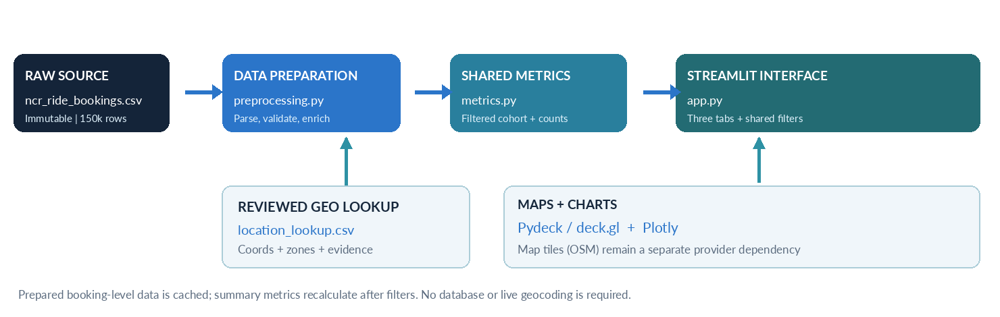 RAW SOURCE
ncr_ride_bookings.csv
Immutable | 150k rows
DATA PREPARATION
preprocessing.py
Parse, validate, enrich
SHARED METRICS
metrics.py
Filtered cohort + counts
STREAMLIT INTERFACE
app.py
Three tabs + shared filters
REVIEWED GEO LOOKUP
location_lookup.csv
Coords + zones + evidence
MAPS + CHARTS
Pydeck / deck.gl + Plotly
Map tiles (OSM) remain a separate provider dependency
Prepared booking-level data is cached; summary metrics recalculate after filters. No database or live geocoding is required.